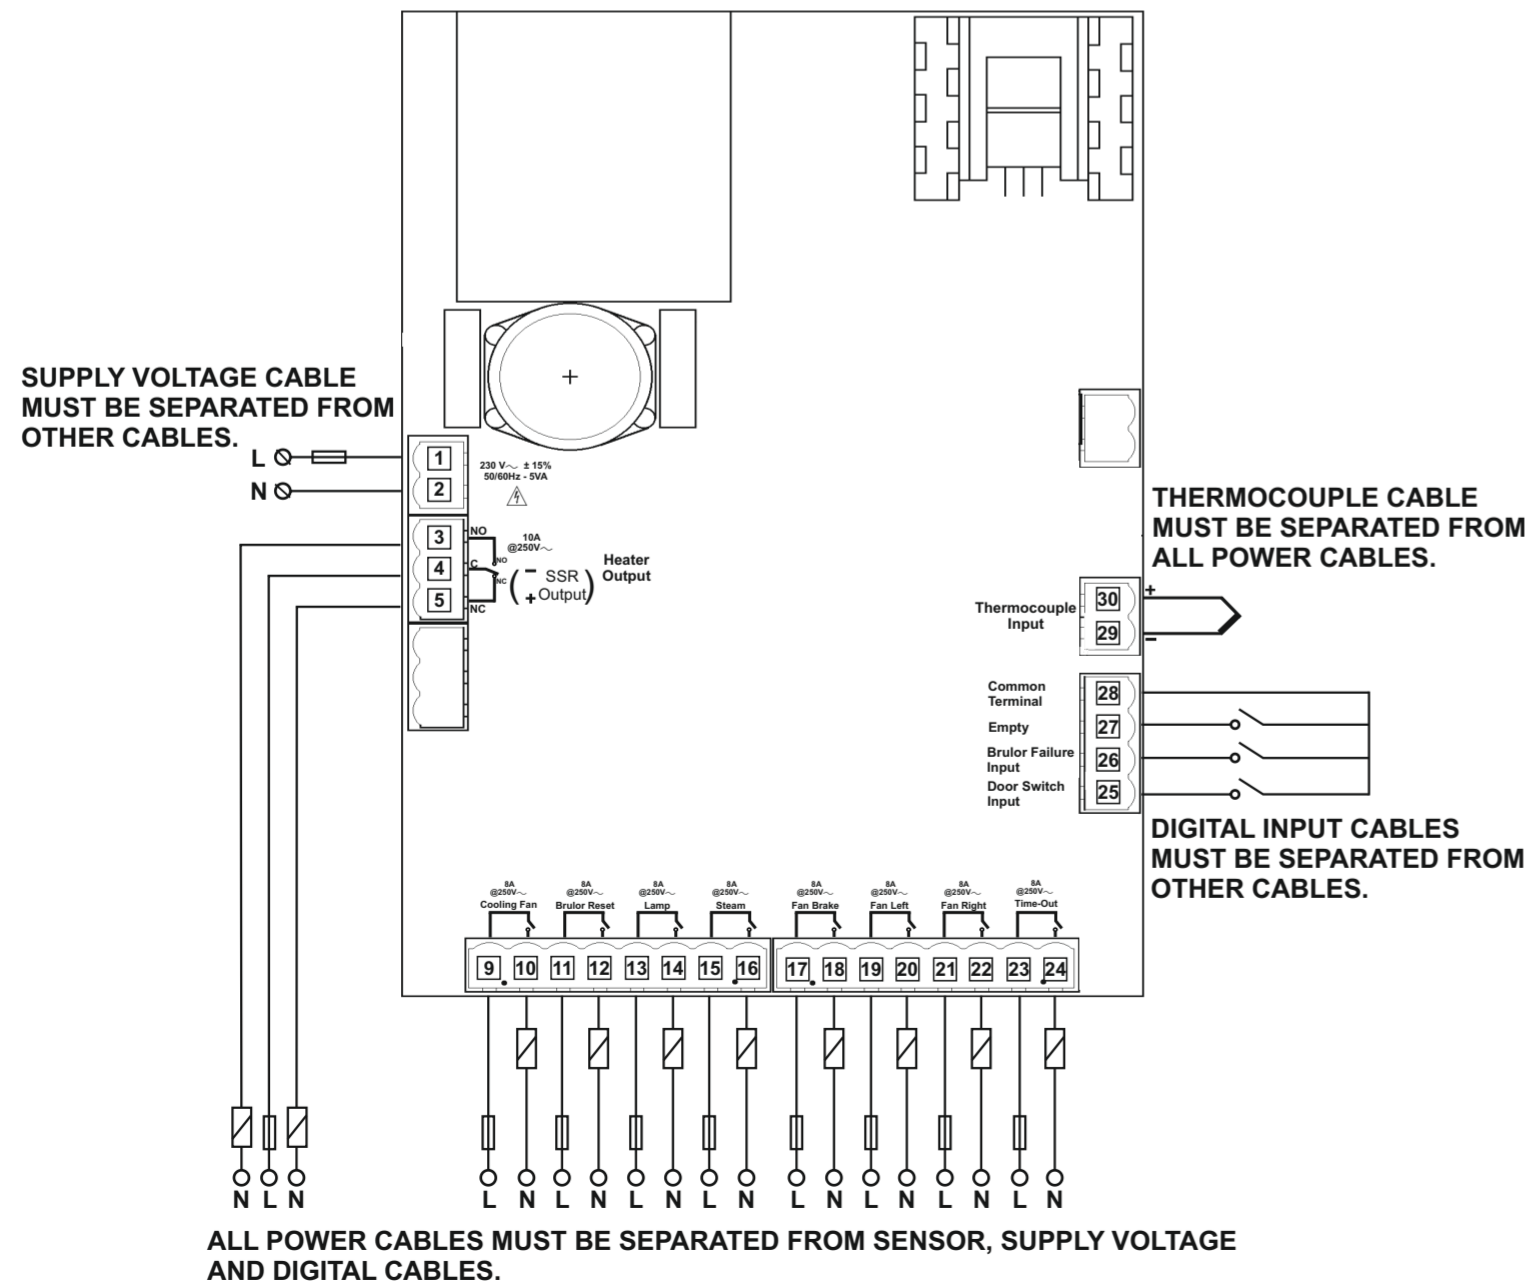 SUPPLY VOLTAGE CABLE
MUST BE SEPARATED FROM
OTHER CABLES.
L
N
1
2
230 V~ ± 15%
50/60Hz - 5VA
3
4
5
NO
C
NC
10A
@250V~
NO
NC
( - SSR )
+ Output
Heater
Output
THERMOCOUPLE CABLE
MUST BE SEPARATED FROM
ALL POWER CABLES.
Thermocouple
Input
30
29
+
-
Common
Terminal
28
Empty
27
Brulor Failure
Input
26
Door Switch
Input
25
DIGITAL INPUT CABLES
MUST BE SEPARATED FROM
OTHER CABLES.
8A
@250V~
Cooling Fan
8A
@250V~
Brulor Reset
8A
@250V~
Lamp
8A
@250V~
Steam
8A
@250V~
Fan Brake
8A
@250V~
Fan Left
8A
@250V~
Fan Right
8A
@250V~
Time-Out
9 10 11 12 13 14 15 16 17 18 19 20 21 22 23 24
N L N L N L N L N L N L N L N L N L N
ALL POWER CABLES MUST BE SEPARATED FROM SENSOR, SUPPLY VOLTAGE
AND DIGITAL CABLES.